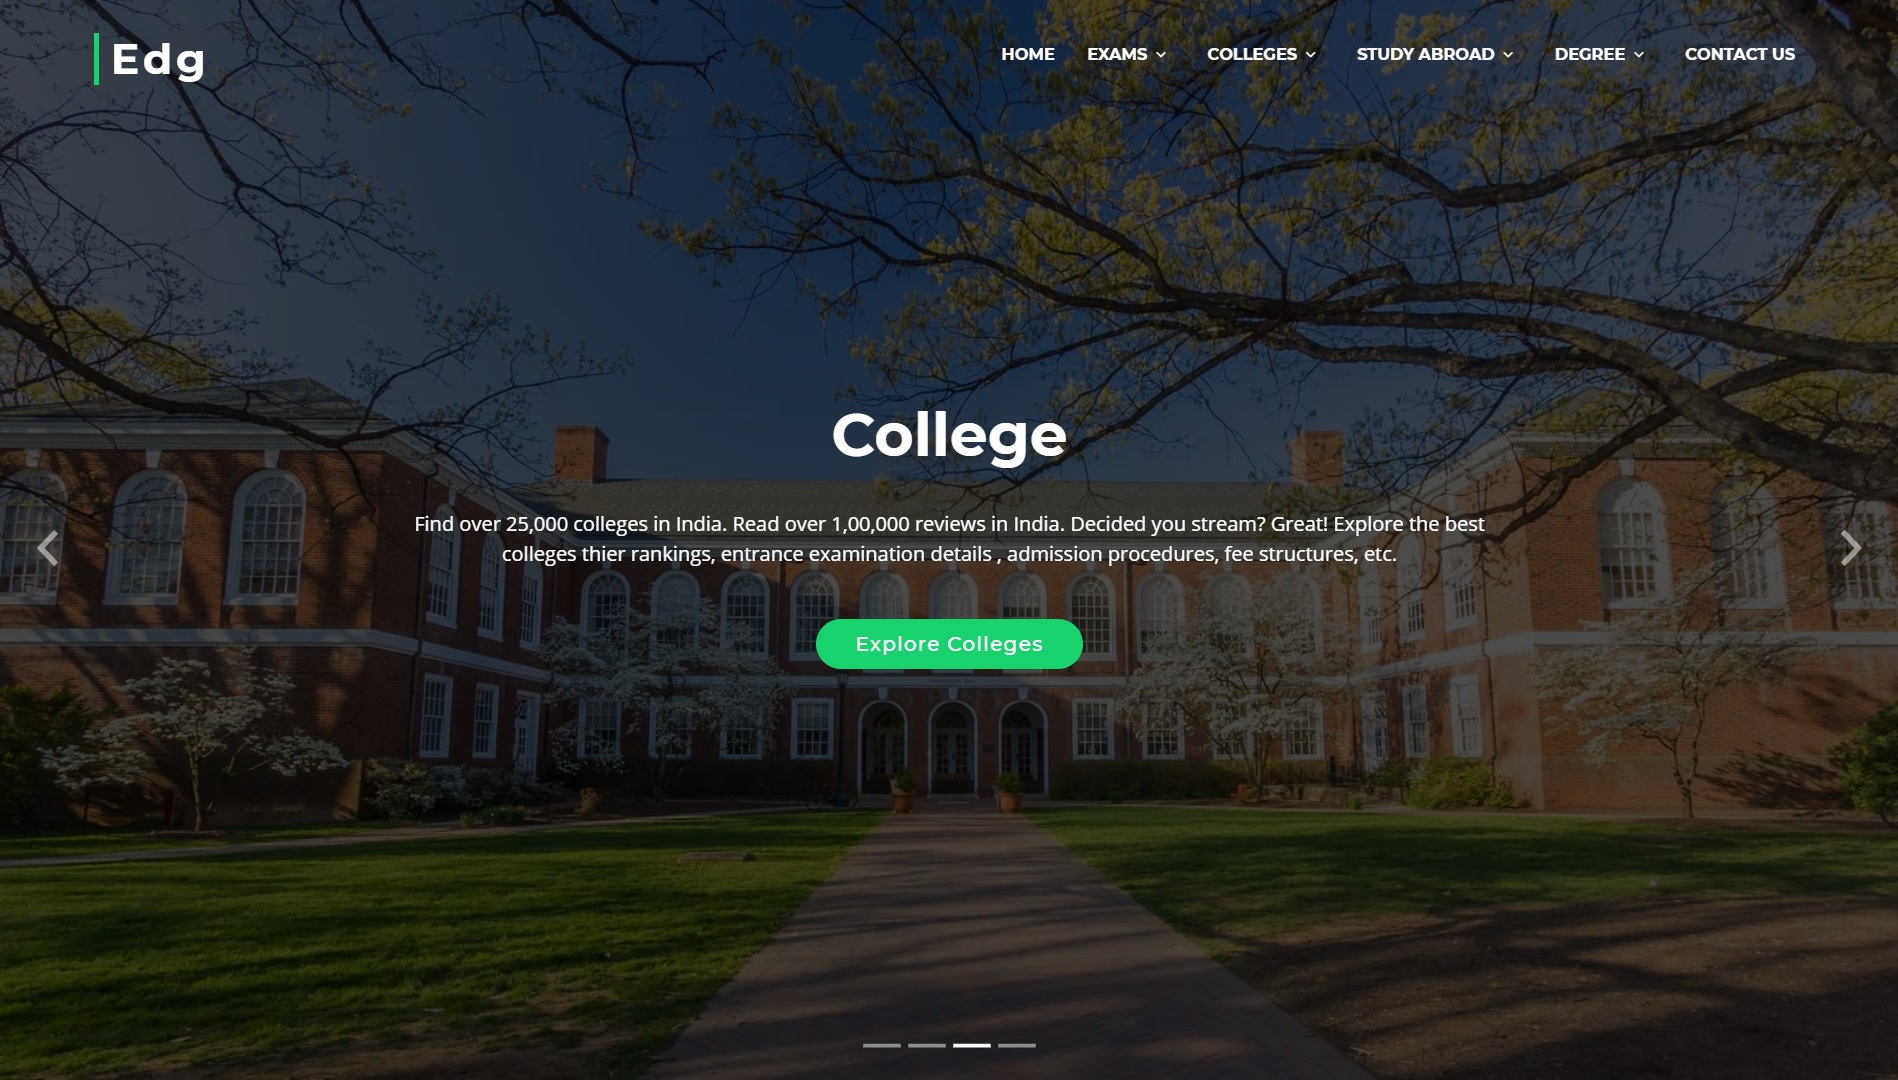 Edg
HOME EXAMS COLLEGES STUDY ABROAD DEGREE CONTACT US
College
Find over 25,000 colleges in India. Read over 1,00,000 reviews in India. Decided you stream? Great! Explore the best
colleges thier rankings, entrance examination details , admission procedures, fee structures, etc.
Explore Colleges